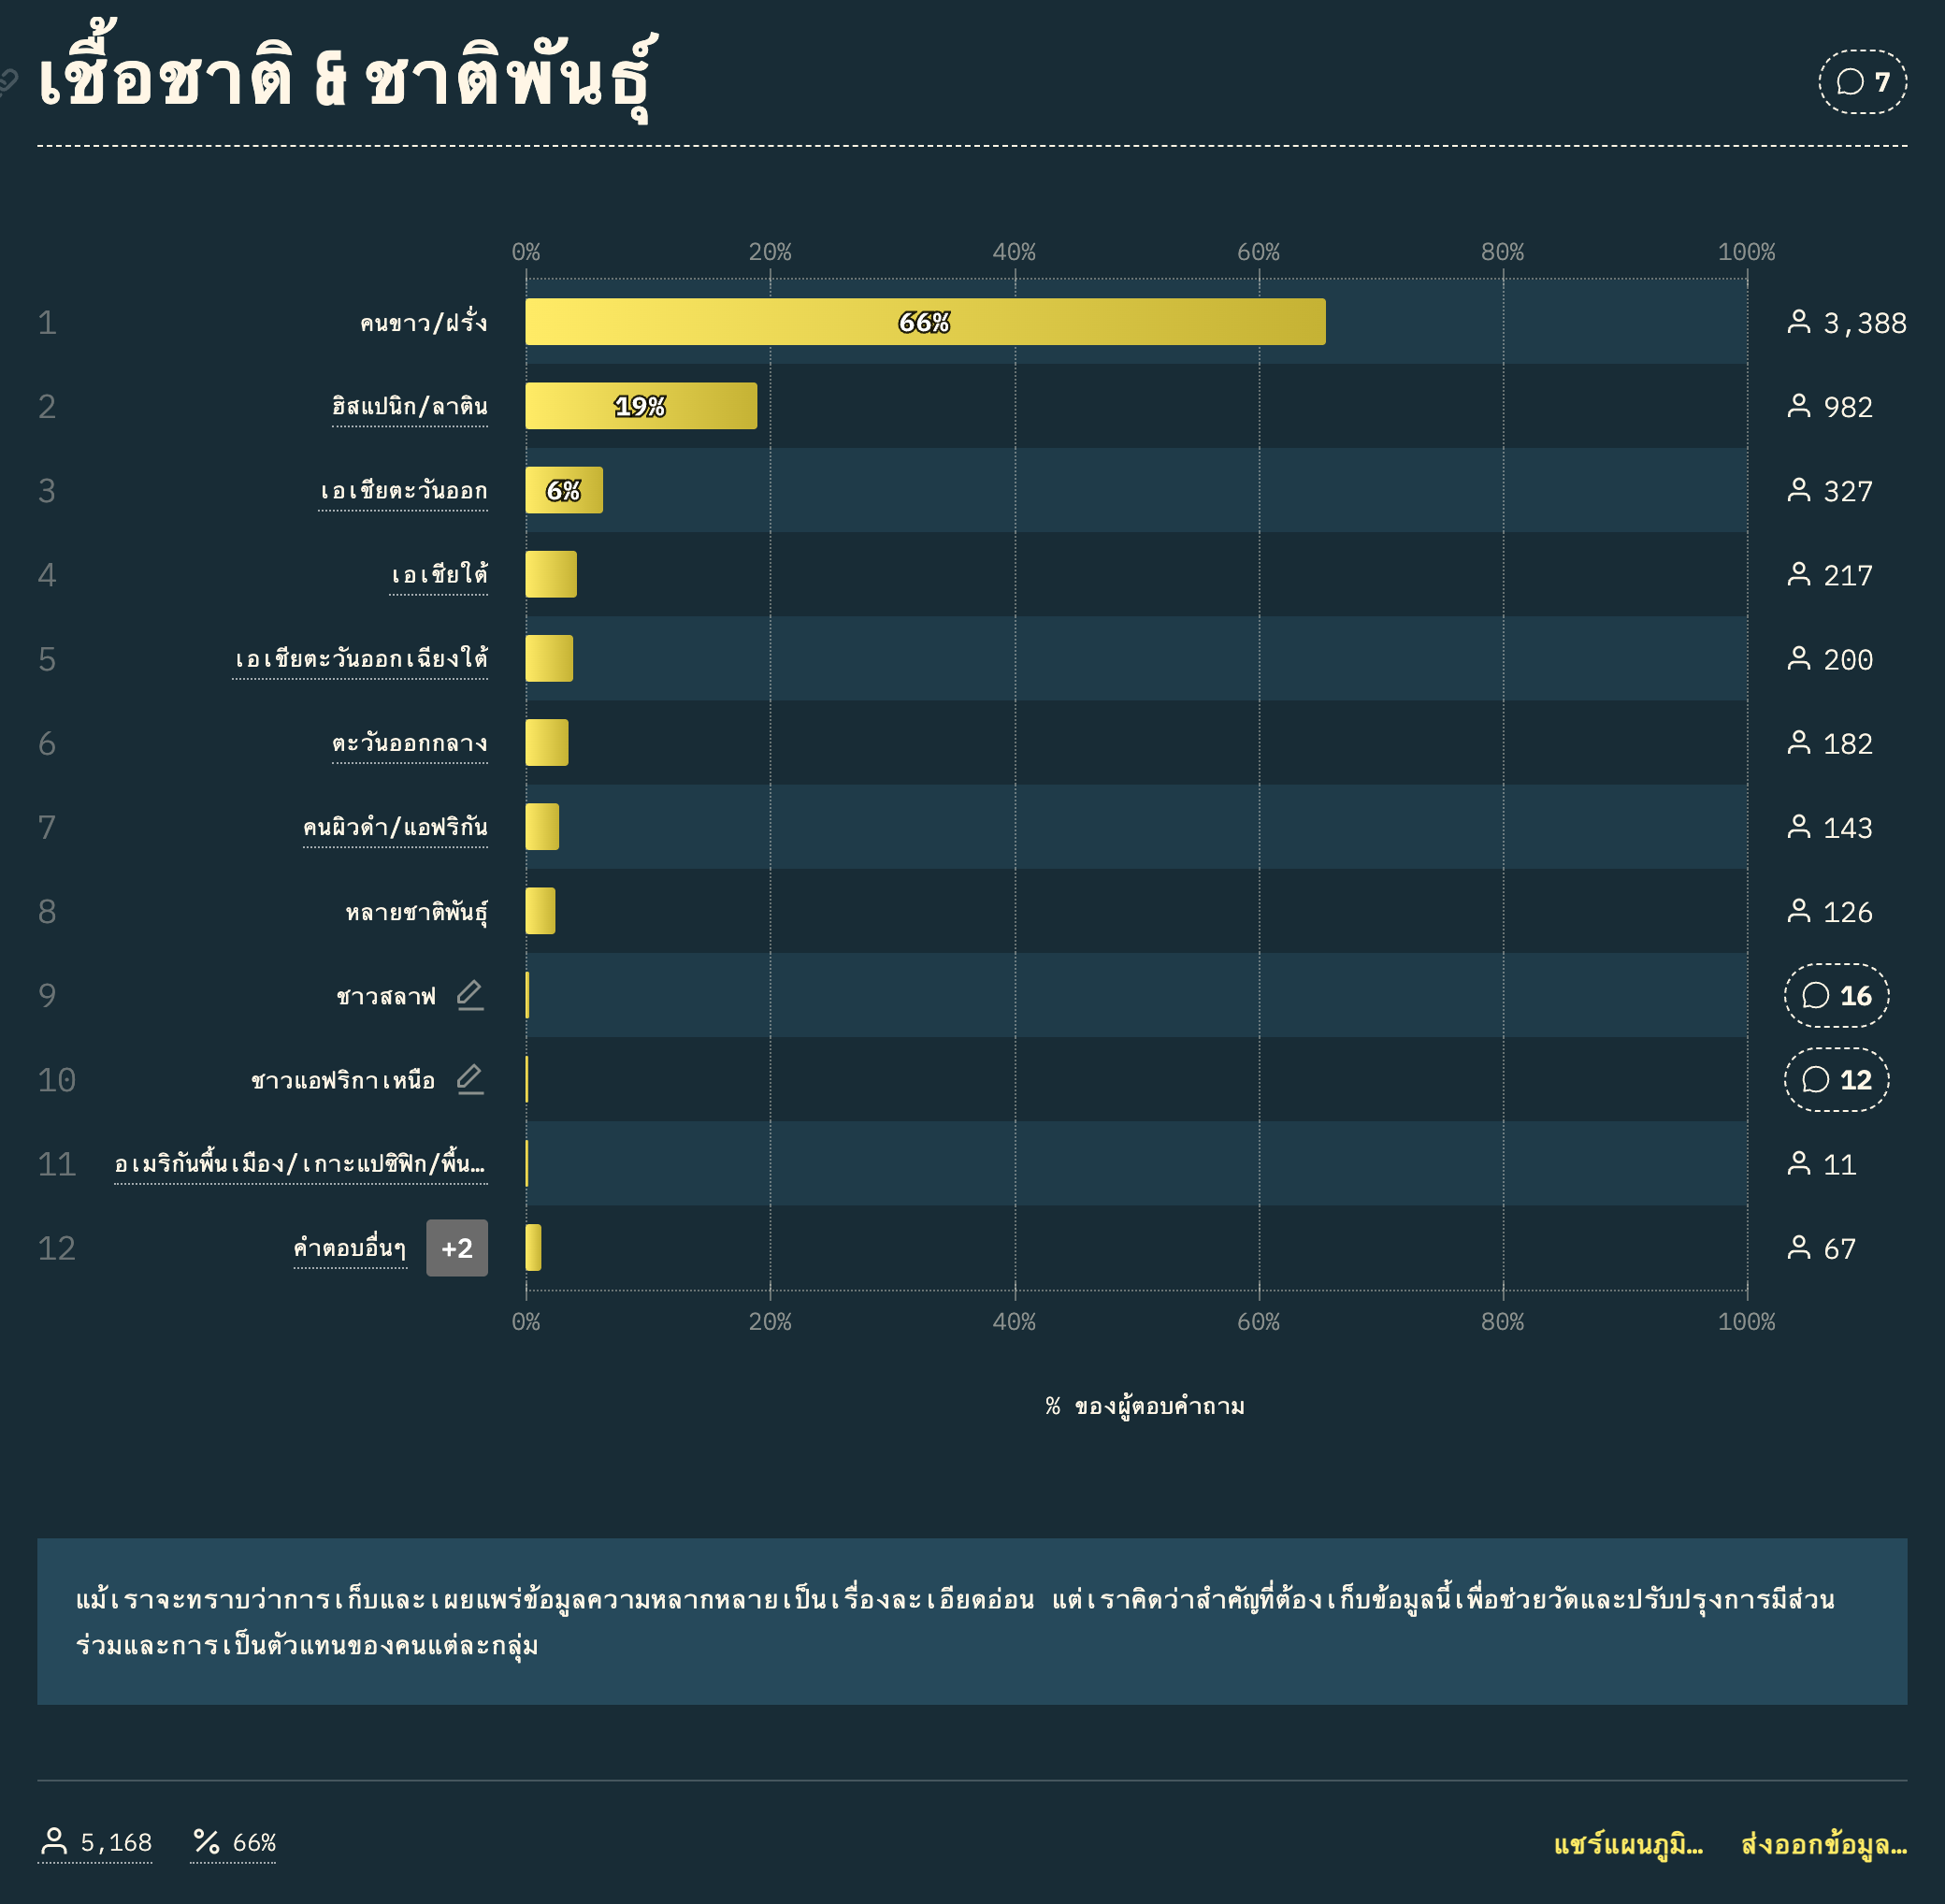 เชื้อชาติ & ชาติพันธุ์
7
0% 20% 40% 60% 80% 100%
1 คนขาว/ฝรั่ง 66% 3,388
2 ฮิสแปนิก/ลาติน 19% 982
3 เอเชียตะวันออก 6% 327
4 เอเชียใต้ 217
5 เอเชียตะวันออกเฉียงใต้ 200
6 ตะวันออกกลาง 182
7 คนผิวดำ/แอฟริกัน 143
8 หลายชาติพันธุ์ 126
9 ชาวสลาฟ 16
10 ชาวแอฟริกาเหนือ 12
11 อเมริกันพื้นเมือง/เกาะแปซิฟิก/พื้น… 11
12 คำตอบอื่นๆ +2 67
0% 20% 40% 60% 80% 100%
% ของผู้ตอบคำถาม
แม้เราจะทราบว่าการเก็บและเผยแพร่ข้อมูลความหลากหลายเป็นเรื่องละเอียดอ่อน แต่เราคิดว่าสำคัญที่ต้องเก็บข้อมูลนี้เพื่อช่วยวัดและปรับปรุงการมีส่วน
ร่วมและการเป็นตัวแทนของคนแต่ละกลุ่ม
5,168 % 66% แชร์แผนภูมิ… ส่งออกข้อมูล…